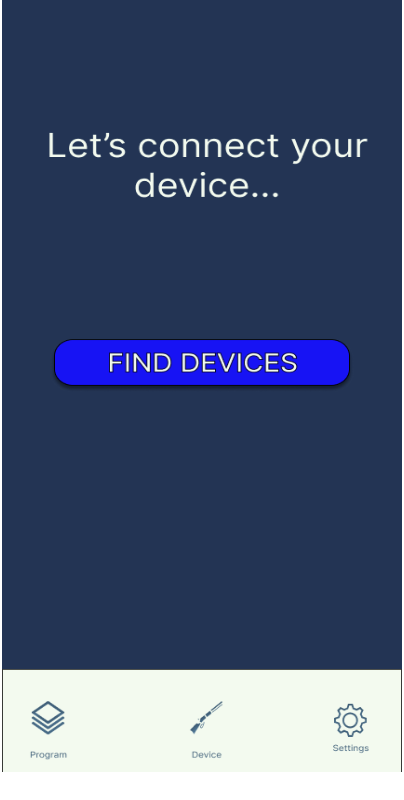 Let's connect your
device...
FIND DEVICES
Program
Device
Settings